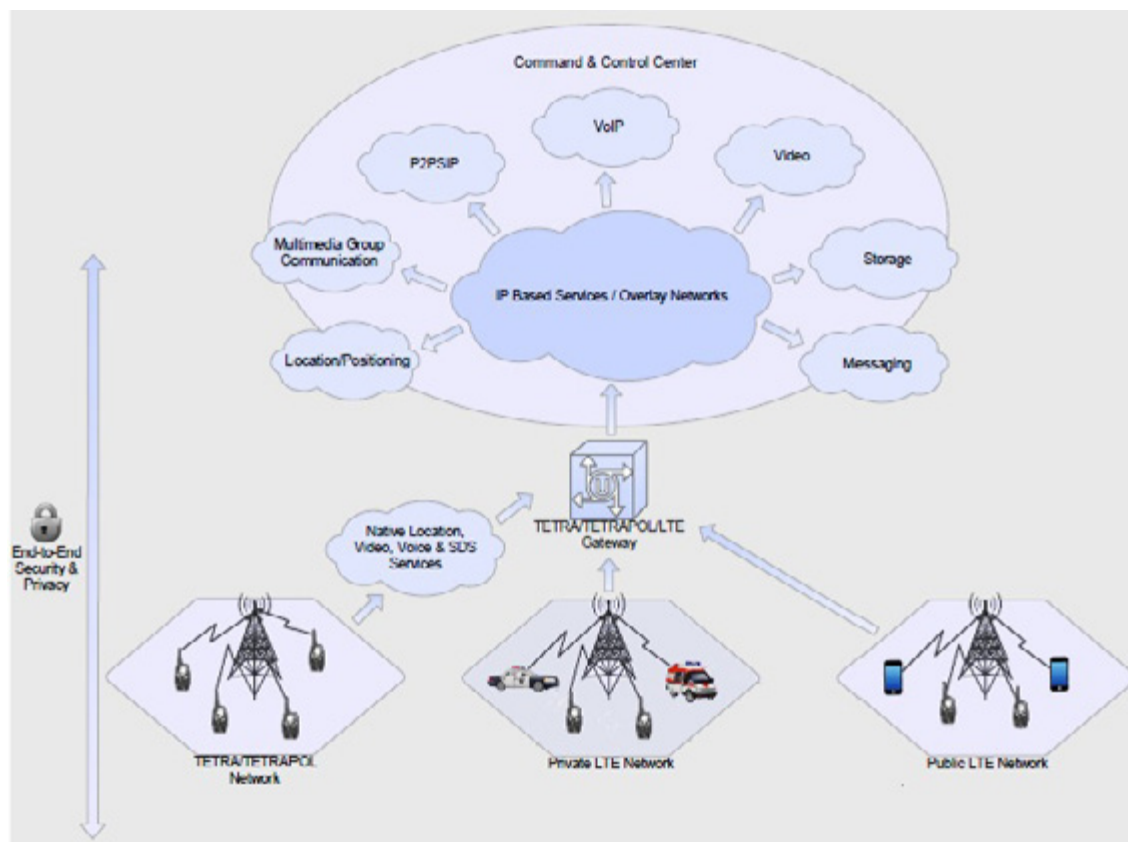 Command & Control Center
VoIP
P2PSIP
Video
Multimedia Group
Communication
Storage
IP Based Services / Overlay Networks
Location/Positioning
Messaging
TETRA/TETRAPOL/LTE
Gateway
Native Location,
Video, Voice & SDS
Services
End-to-End
Security &
Privacy
TETRA/TETRAPOL
Network
Private LTE Network
Public LTE Network